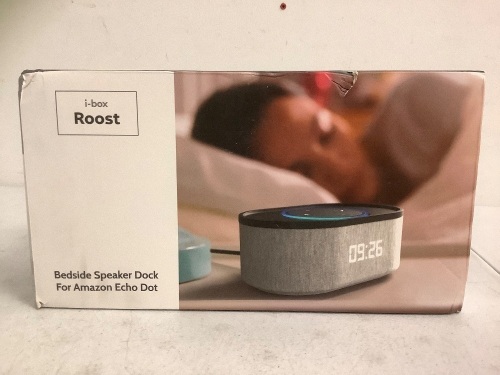 i-box
Roost
09:26
Bedside Speaker Dock
For Amazon Echo Dot